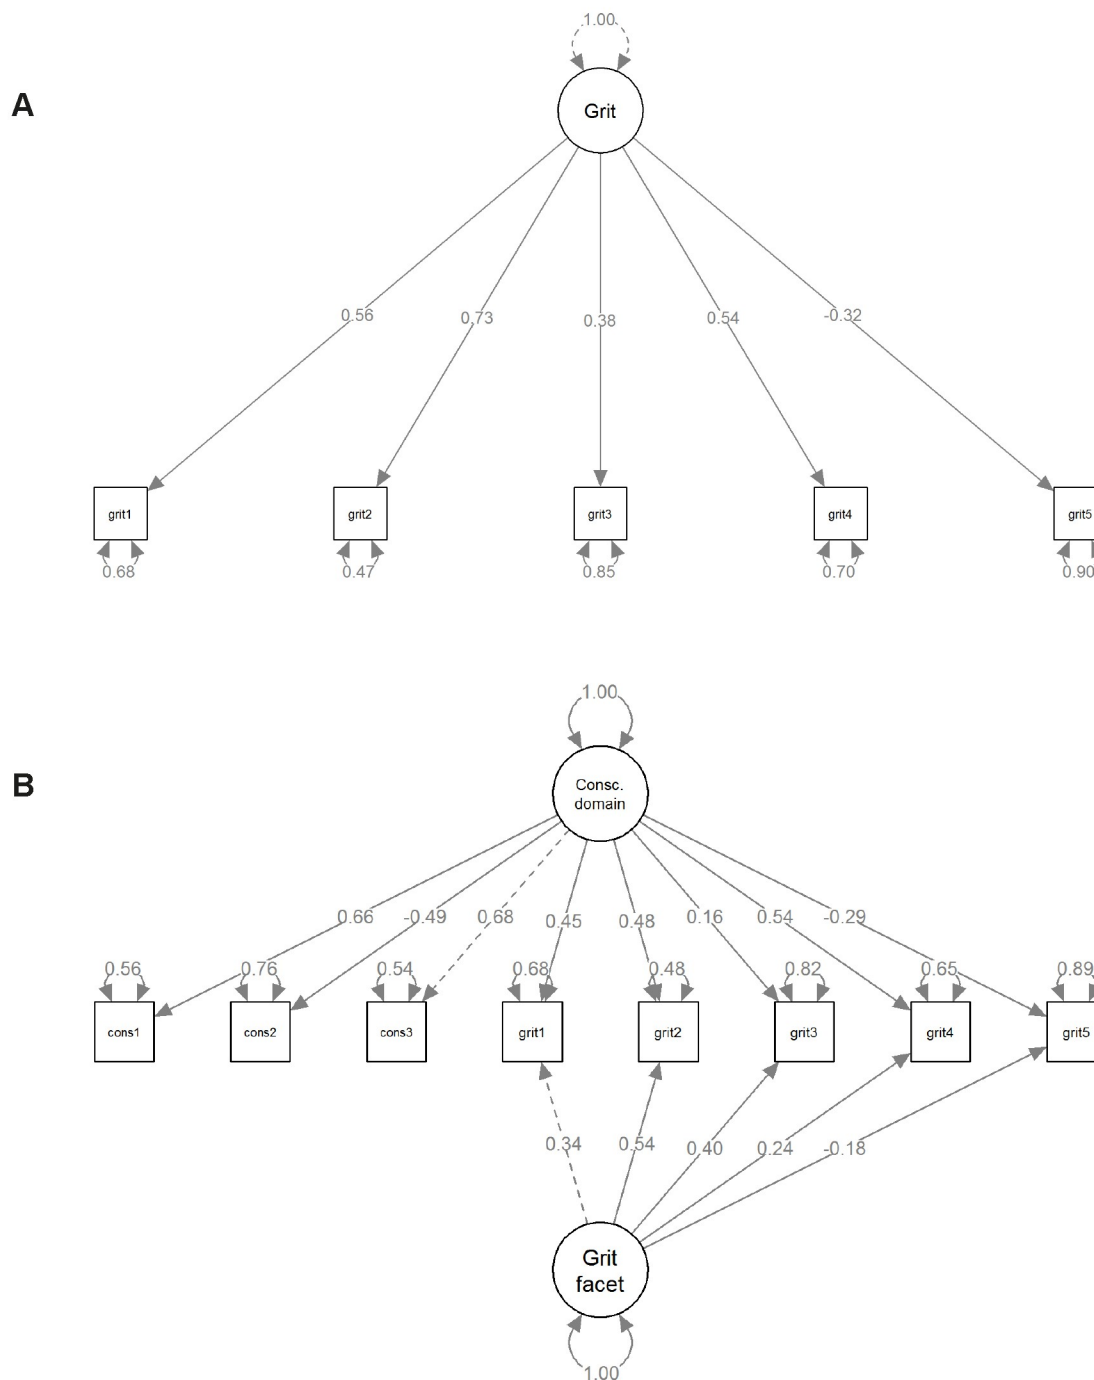 1.00
A
Grit
0.56 0.73 0.38 0.54 -0.32
grit1 grit2 grit3 grit4 grit5
0.68 0.47 0.85 0.70 0.90
1.00
B
Consc.
domain
0.66 -0.49 0.68 0.45 0.48 0.16 0.54 -0.29
0.56 0.76 0.54 0.68 0.48 0.82 0.65 0.89
cons1 cons2 cons3 grit1 grit2 grit3 grit4 grit5
0.34 0.54 0.40 0.24 -0.18
Grit
facet
1.00